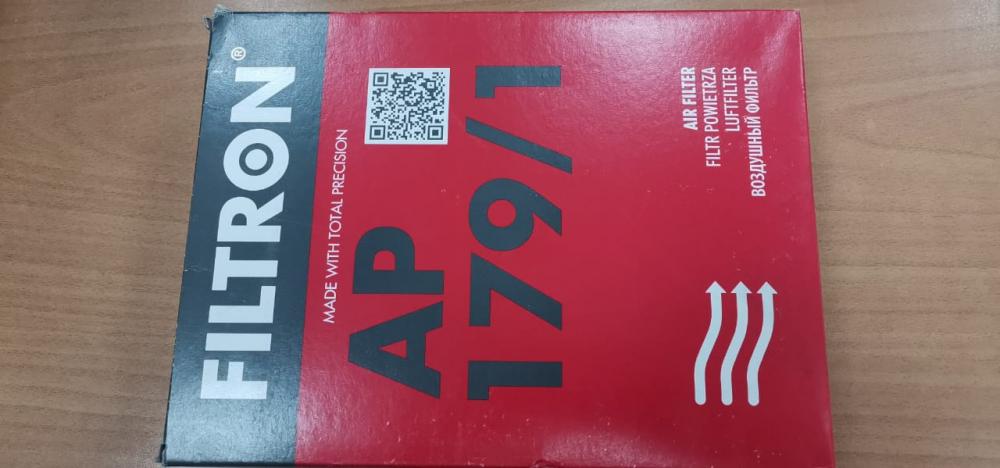 FILTRON®
MADE WITH TOTAL PRECISION
AP
179/1
AIR FILTER
FILTR POWIETRZA
LUFTFILTER
ВОЗДУШНЫЙ ФИЛЬТР